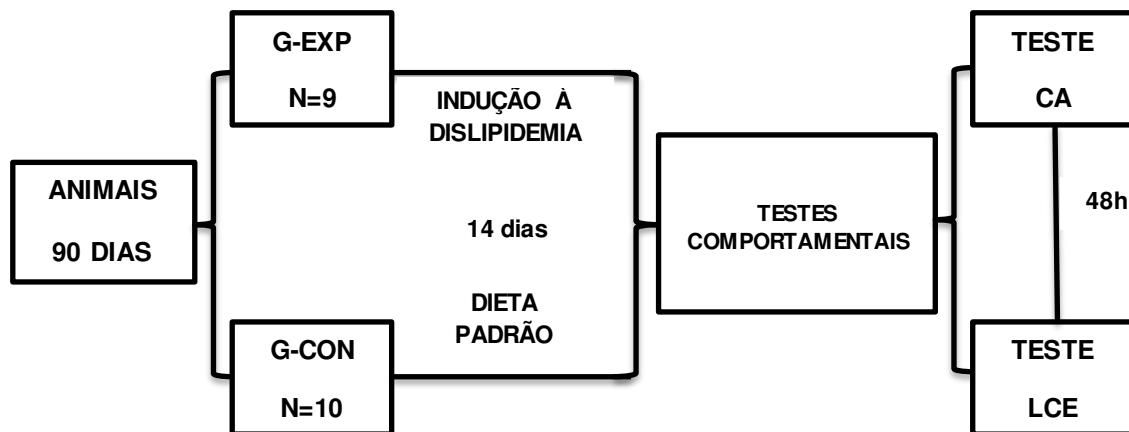 ANIMAIS
90 DIAS
G-EXP
N=9
G-CON
N=10
INDUÇÃO À
DISLIPIDEMIA
14 dias
DIETA
PADRÃO
TESTES
COMPORTAMENTAIS
TESTE
CA
48h
TESTE
LCE